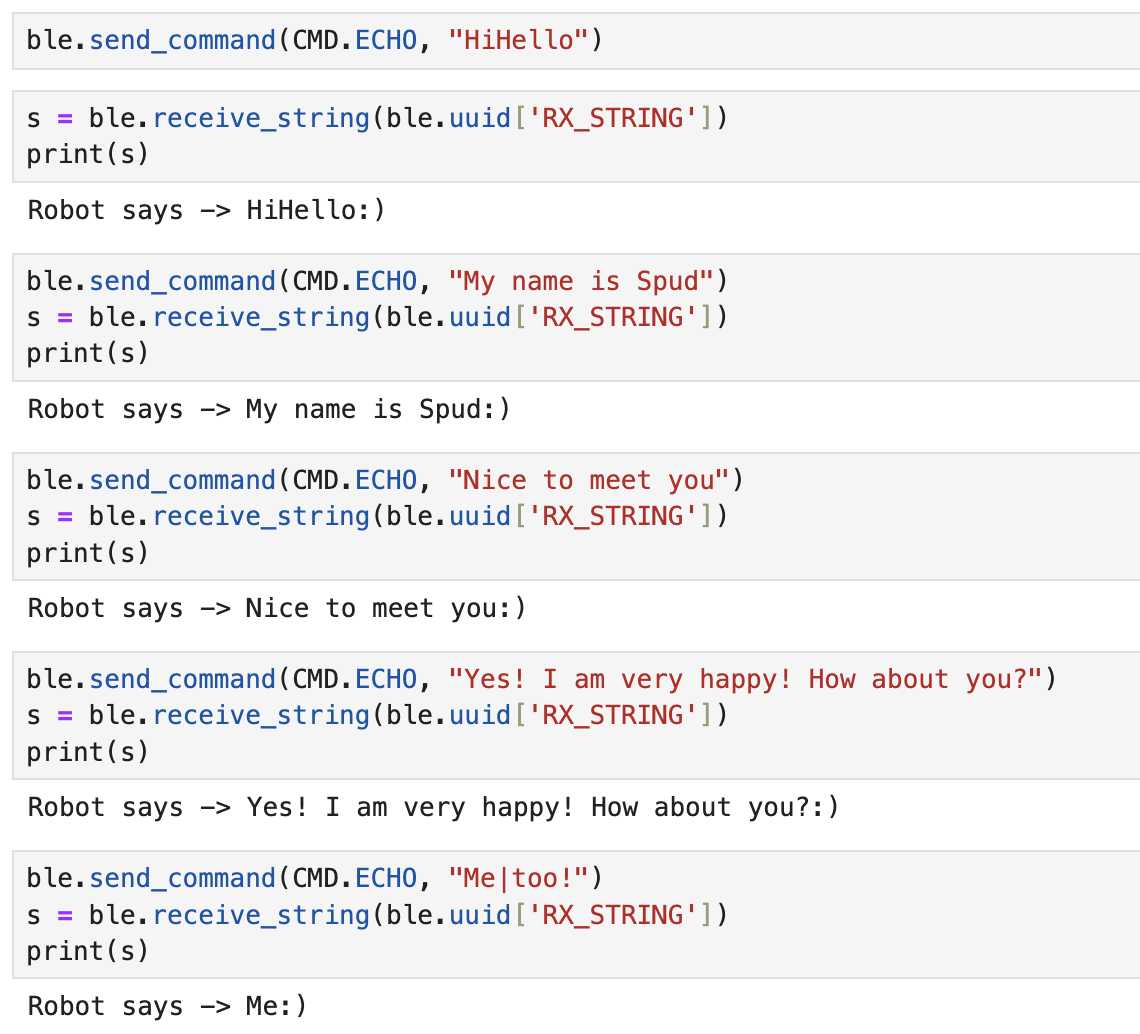 ble.send_command(CMD.ECHO, "HiHello")
s = ble.receive_string(ble.uuid['RX_STRING'])
print(s)
Robot says -> HiHello:)
ble.send_command(CMD.ECHO, "My name is Spud")
s = ble.receive_string(ble.uuid['RX_STRING'])
print(s)
Robot says -> My name is Spud:)
ble.send_command(CMD.ECHO, "Nice to meet you")
s = ble.receive_string(ble.uuid['RX_STRING'])
print(s)
Robot says -> Nice to meet you:)
ble.send_command(CMD.ECHO, "Yes! I am very happy! How about you?")
s = ble.receive_string(ble.uuid['RX_STRING'])
print(s)
Robot says -> Yes! I am very happy! How about you?:)
ble.send_command(CMD.ECHO, "Me|too!")
s = ble.receive_string(ble.uuid['RX_STRING'])
print(s)
Robot says -> Me:)